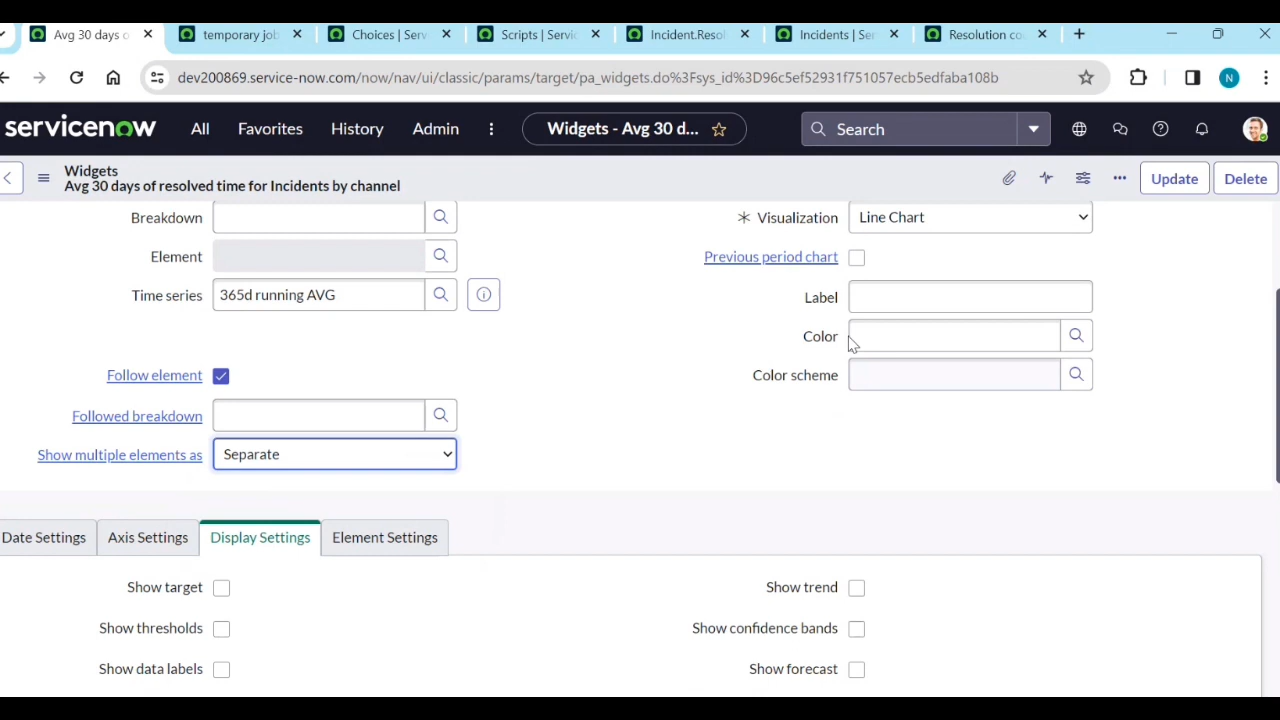 Avg 30 days o
temporary job
Choices | Serv
Scripts | Servic
Incident.Resol
Incidents | Ser
Resolution co
dev200869.service-now.com/now/nav/ui/classic/params/target/pa_widgets.do%3Fsys_id%3D96c5ef52931f751057ecb5edfaba108b
N
servicenow
All
Favorites
History
Admin
Widgets - Avg 30 d...
Search
Widgets
Avg 30 days of resolved time for Incidents by channel
Update
Delete
Breakdown
Visualization
Line Chart
Element
Previous period chart
Time series
365d running AVG
Label
Color
Follow element
Color scheme
Followed breakdown
Show multiple elements as
Separate
Date Settings
Axis Settings
Display Settings
Element Settings
Show target
Show trend
Show thresholds
Show confidence bands
Show data labels
Show forecast